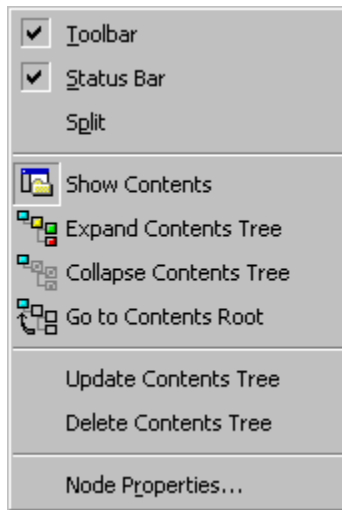 Toolbar
Status Bar
Split
Show Contents
Expand Contents Tree
Collapse Contents Tree
Go to Contents Root
Update Contents Tree
Delete Contents Tree
Node Properties...